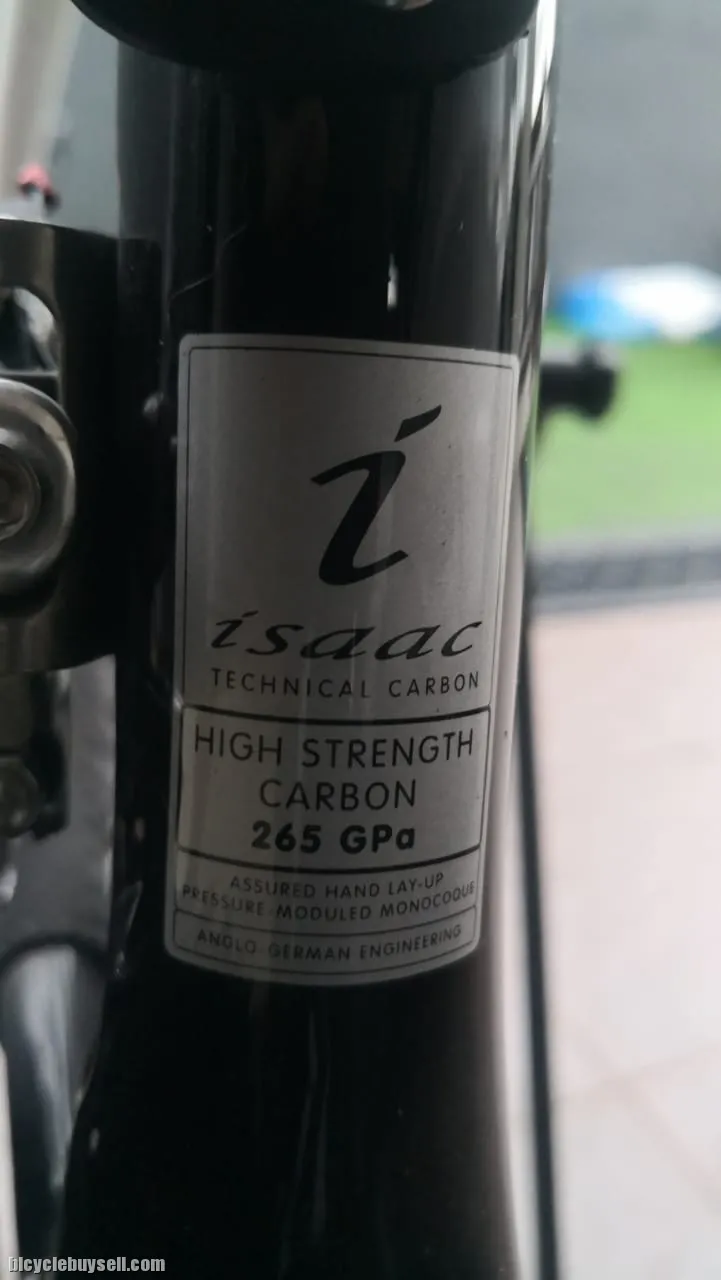 i
isaac
TECHNICAL CARBON
HIGH STRENGTH
CARBON
265 GPa
ASSURED HAND LAY-UP
PRESSURE-MODULED MONOCOQUE
ANGLO-GERMAN ENGINEERING
bicyclebuysell.com